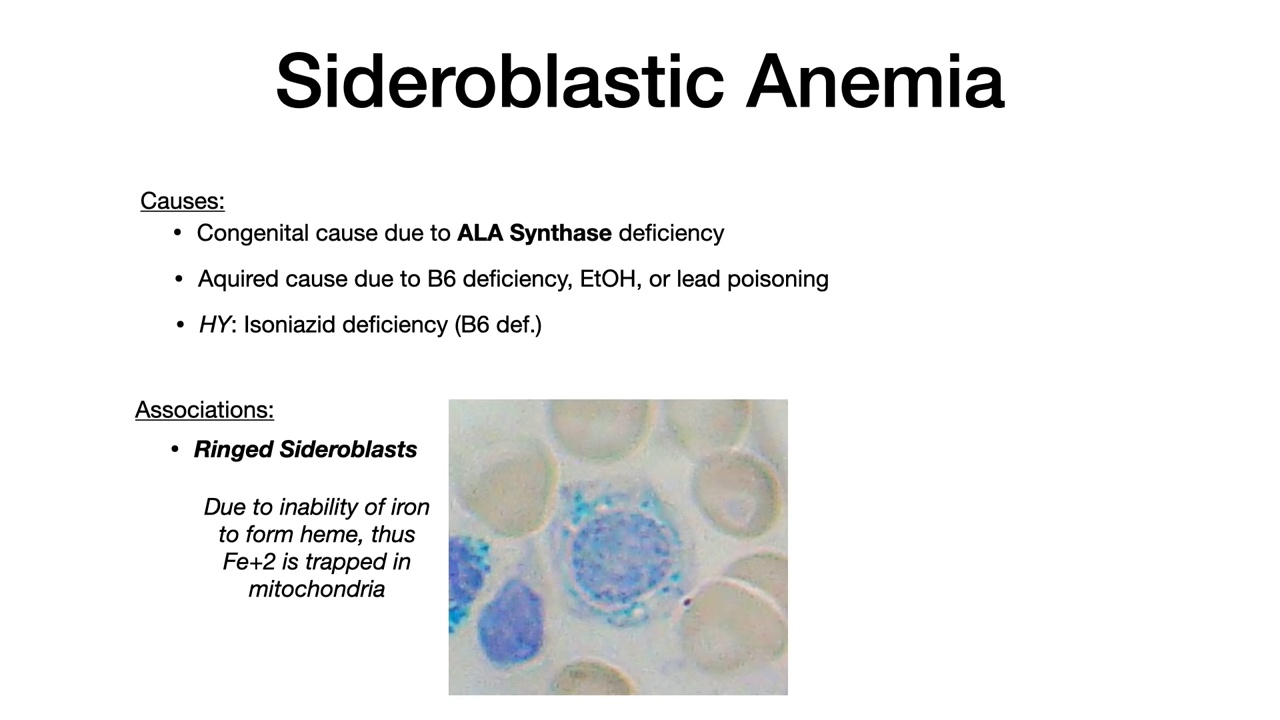 Sideroblastic Anemia
Causes:
• Congenital cause due to ALA Synthase deficiency
• Aquired cause due to B6 deficiency, EtOH, or lead poisoning
• HY: Isoniazid deficiency (B6 def.)
Associations:
• Ringed Sideroblasts
Due to inability of iron
to form heme, thus
Fe+2 is trapped in
mitochondria